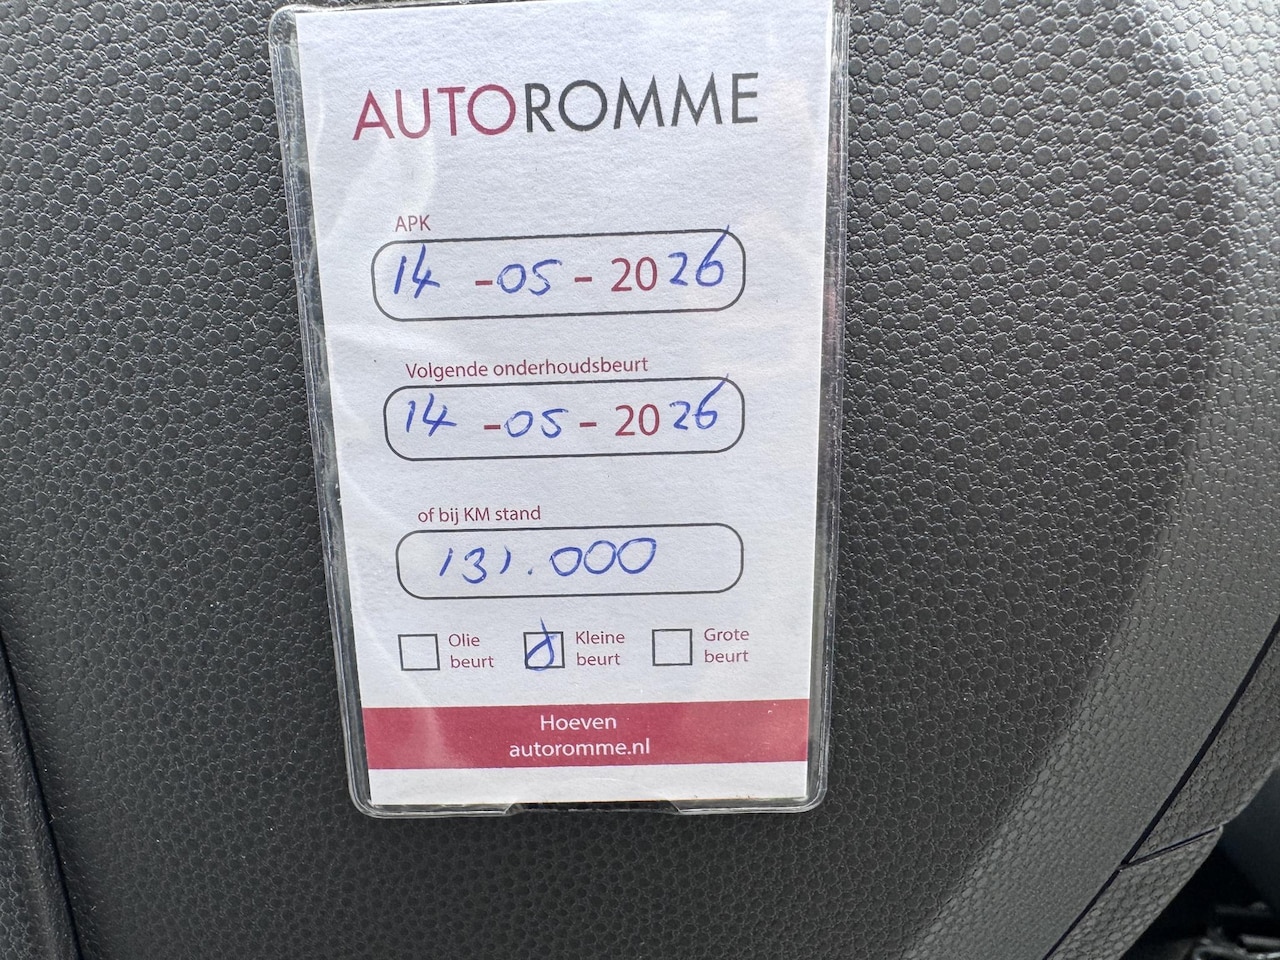 AUTOROMME
APK
14 - 05 - 2026
Volgende onderhoudsbeurt
14 - 05 - 2026
of bij KM stand
131.000
Olie beurt
Kleine beurt
Grote beurt
Hoeven
autoromme.nl